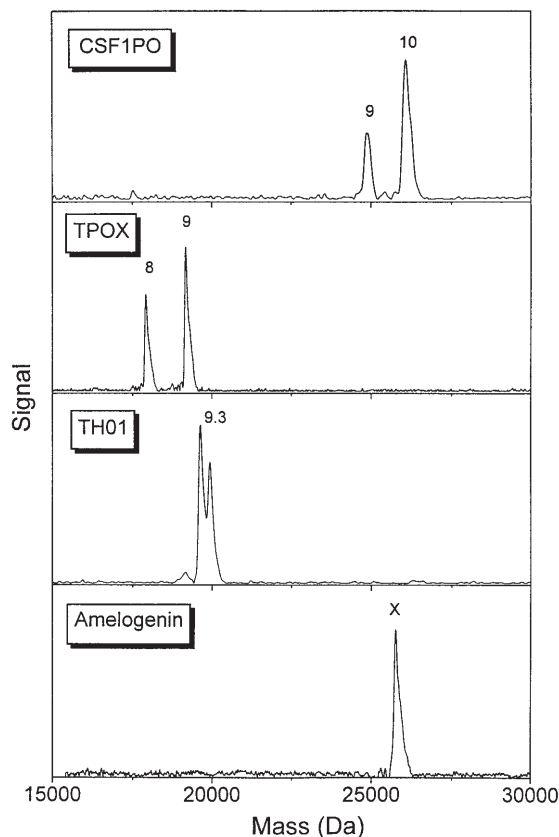 CSF1PO
9
10
TPOX
8
9
TH01
9.3
Amelogenin
X
Signal
15000 20000 25000 30000
Mass (Da)